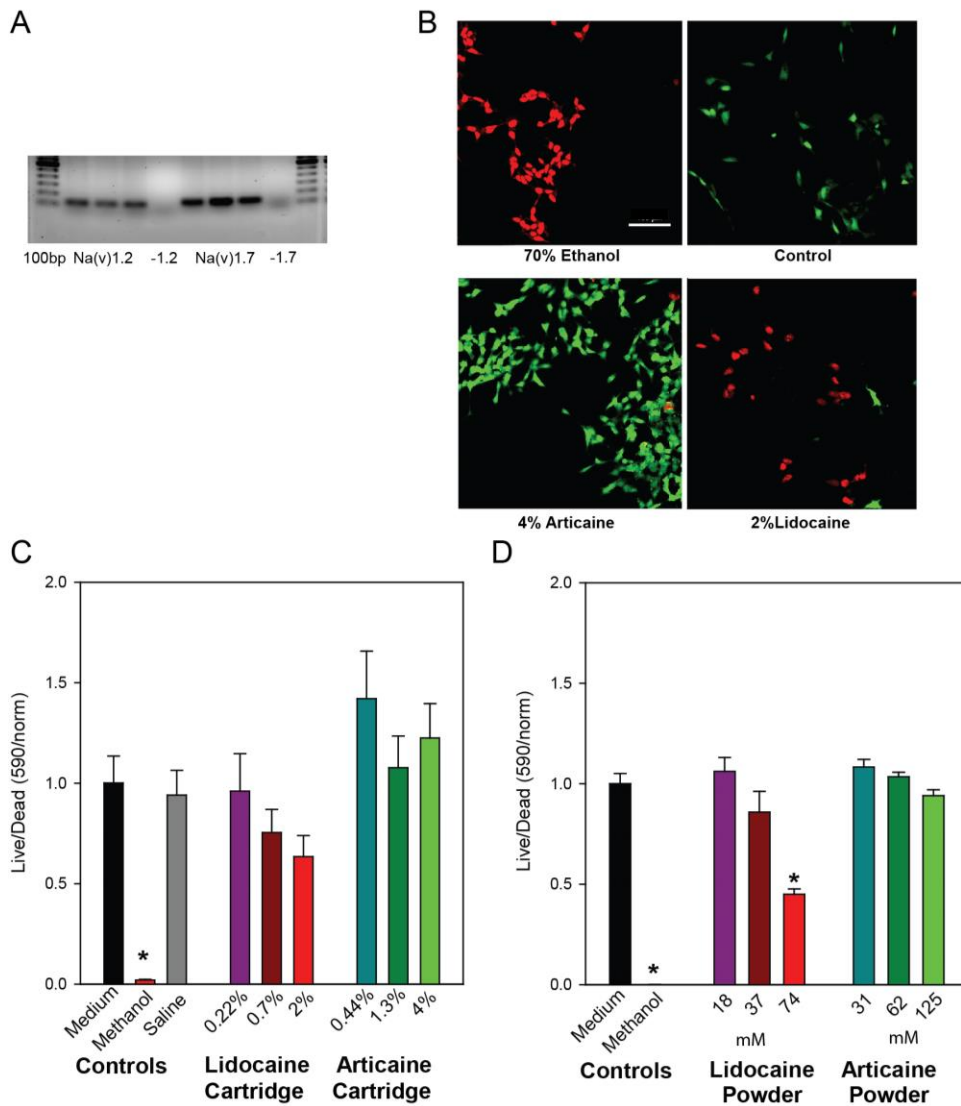 A
100bp Na(v)1.2 -1.2 Na(v)1.7 -1.7
B
70% Ethanol Control
4% Articaine 2%Lidocaine
C
Live/Dead (590/norm)
2.0
1.5
1.0
0.5
0.0
*
Medium Methanol Saline 0.22% 0.7% 2% 0.44% 1.3% 4%
Controls Lidocaine Articaine
Cartridge Cartridge
D
Live/Dead (590/norm)
2.0
1.5
1.0
0.5
0.0
* *
Medium Methanol 18 37 74 31 62 125
mM mM
Controls Lidocaine Articaine
Powder Powder